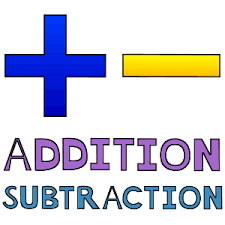 + −
ADDITION
SUBTRACTION